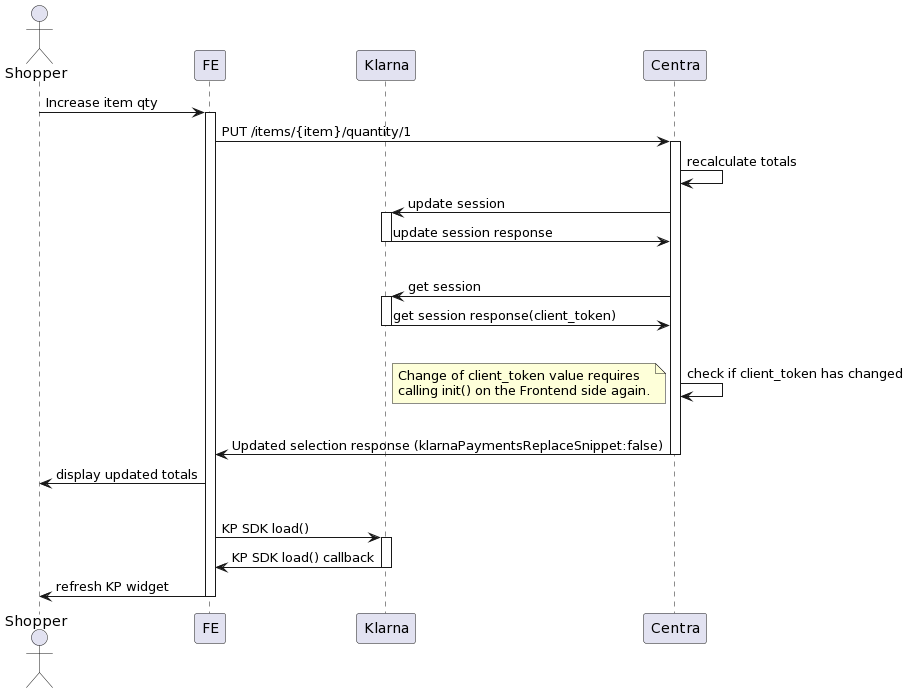 Shopper
FE
Klarna
Centra
Increase item qty
PUT /items/{item}/quantity/1
recalculate totals
update session
update session response
get session
get session response(client_token)
Change of client_token value requires
calling init() on the Frontend side again.
check if client_token has changed
Updated selection response (klarnaPaymentsReplaceSnippet:false)
display updated totals
KP SDK load()
KP SDK load() callback
refresh KP widget
Shopper
FE
Klarna
Centra